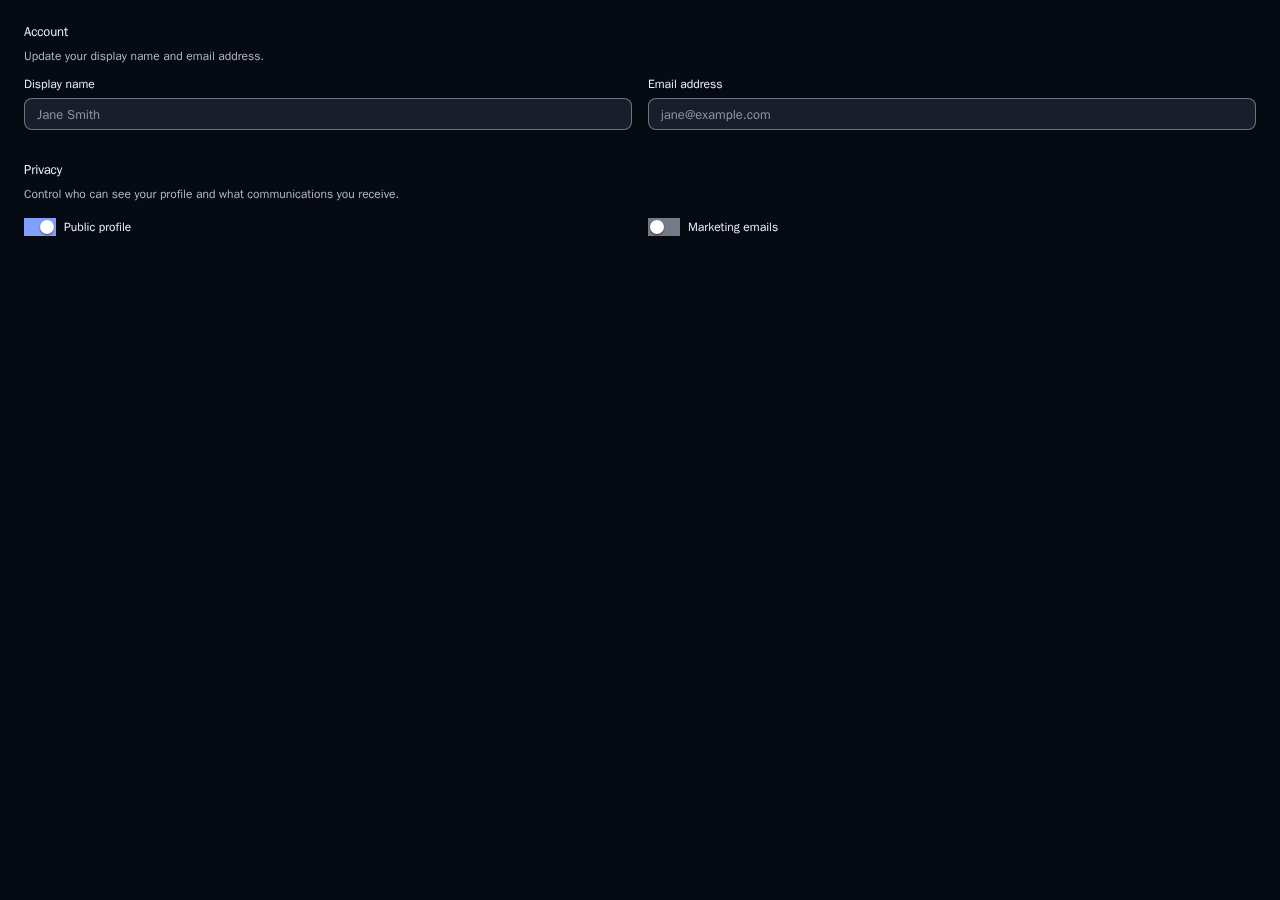 Account
Update your display name and email address.
Display name
Email address
Jane Smith
jane@example.com
Privacy
Control who can see your profile and what communications you receive.
Public profile
Marketing emails